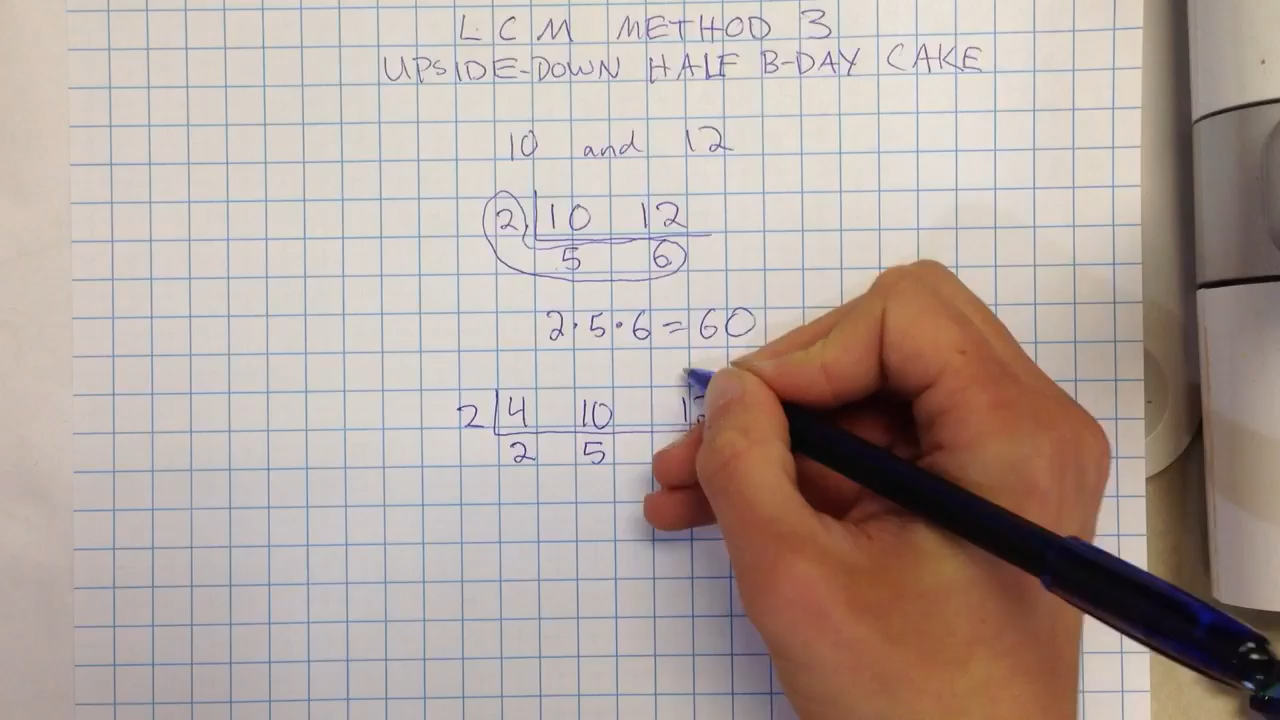 LCM METHOD 3
UPSIDE-DOWN HALF B-DAY CAKE
10 and 12
2 10 12
5 6
2·5·6=60
2 4 10
2 5